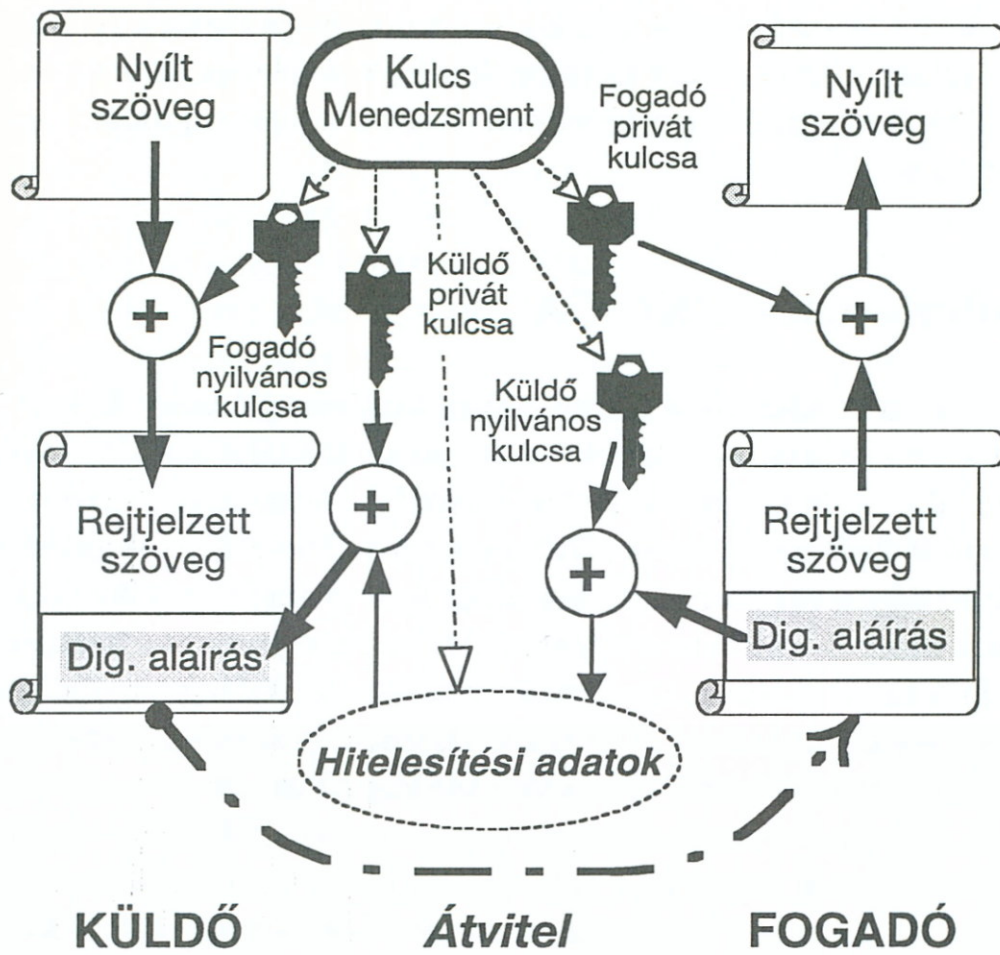 Nyílt
szöveg
Kulcs
Menedzsment
Fogadó
privát
kulcsa
Nyílt
szöveg
+
Fogadó
nyilvános
kulcsa
Küldő
privát
kulcsa
+
Küldő
nyilvános
kulcsa
+
Rejtjelzett
szöveg
Dig. aláírás
+
+
Rejtjelzett
szöveg
Dig. aláírás
Hitelesítési adatok
KÜLDŐ
Átvitel
FOGADÓ